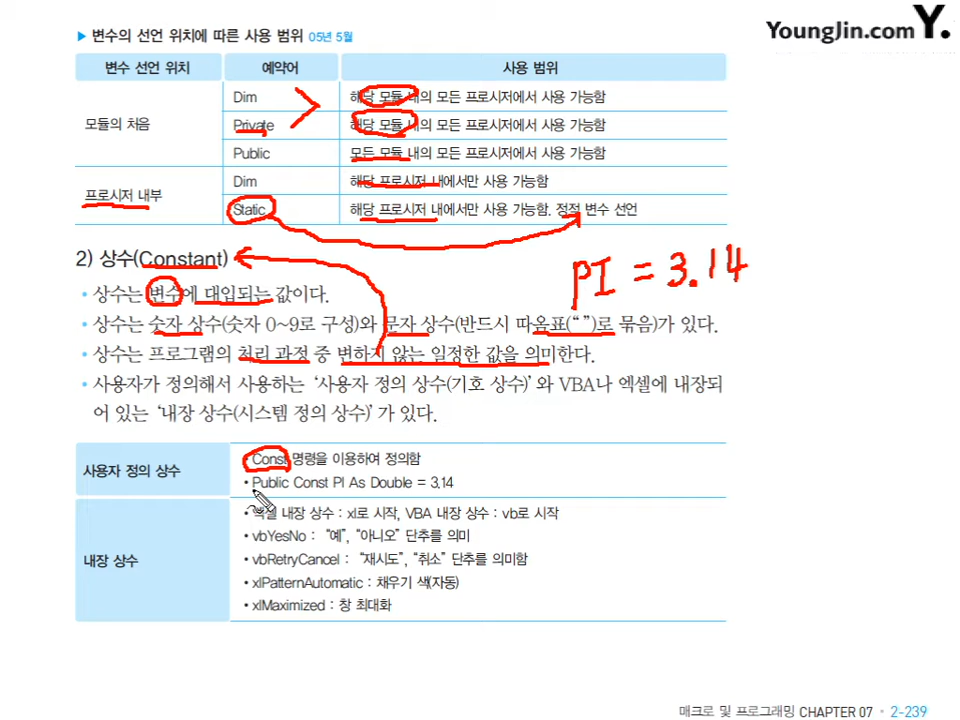 YoungJin.com Y.
▶ 변수의 선언 위치에 따른 사용 범위 05년 5월
변수 선언 위치 예약어 사용 범위
모듈의 처음 Dim 해당 모듈 내의 모든 프로시저에서 사용 가능함
Private 해당 모듈 내의 모든 프로시저에서 사용 가능함
Public 모든 모듈 내의 모든 프로시저에서 사용 가능함
프로시저 내부 Dim 해당 프로시저 내에서만 사용 가능함
Static 해당 프로시저 내에서만 사용 가능함, 정적 변수 선언
2) 상수(Constant)
PI = 3.14
• 상수는 변수에 대입되는 값이다.
• 상수는 숫자 상수(숫자 0~9로 구성)와 문자 상수(반드시 따옴표(“ ”)로 묶음)가 있다.
• 상수는 프로그램의 처리 과정 중 변하지 않는 일정한 값을 의미한다.
• 사용자가 정의해서 사용하는 ‘사용자 정의 상수(기호 상수)’와 VBA나 엑셀에 내장되
어 있는 ‘내장 상수(시스템 정의 상수)’가 있다.
사용자 정의 상수 • Const 명령을 이용하여 정의함
• Public Const PI As Double = 3.14
내장 상수 • 엑셀 내장 상수 : xl로 시작, VBA 내장 상수 : vb로 시작
• vbYesNo : “예”, “아니오” 단추를 의미
• vbRetryCancel : “재시도”, “취소” 단추를 의미함
• xlPatternAutomatic : 채우기 색(자동)
• xlMaximized : 창 최대화
매크로 및 프로그래밍 CHAPTER 07 • 2-239